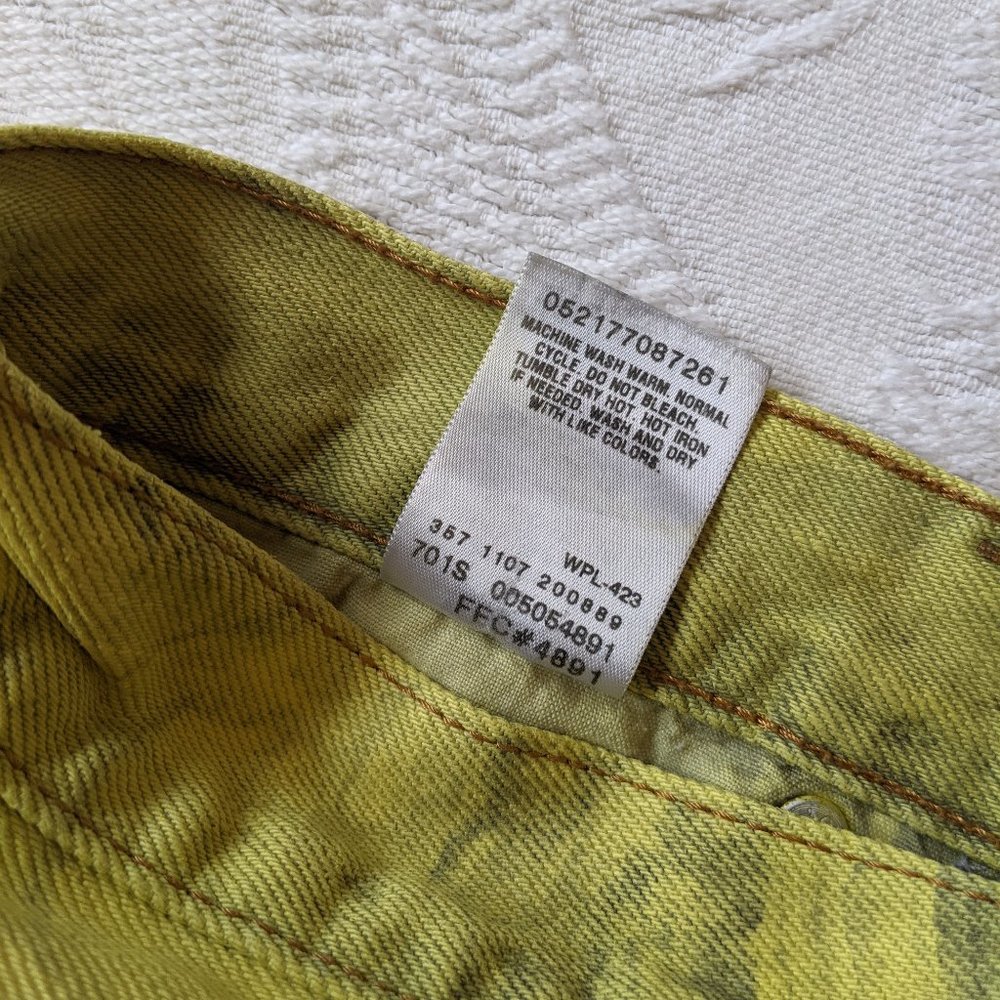 052177087261
MACHINE WASH WARM, NORMAL
CYCLE. DO NOT BLEACH.
TUMBLE DRY HOT. HOT IRON
IF NEEDED. WASH AND DRY
WITH LIKE COLORS.
WPL-423
357 1107 200889
701S 005054891
FFC#4891